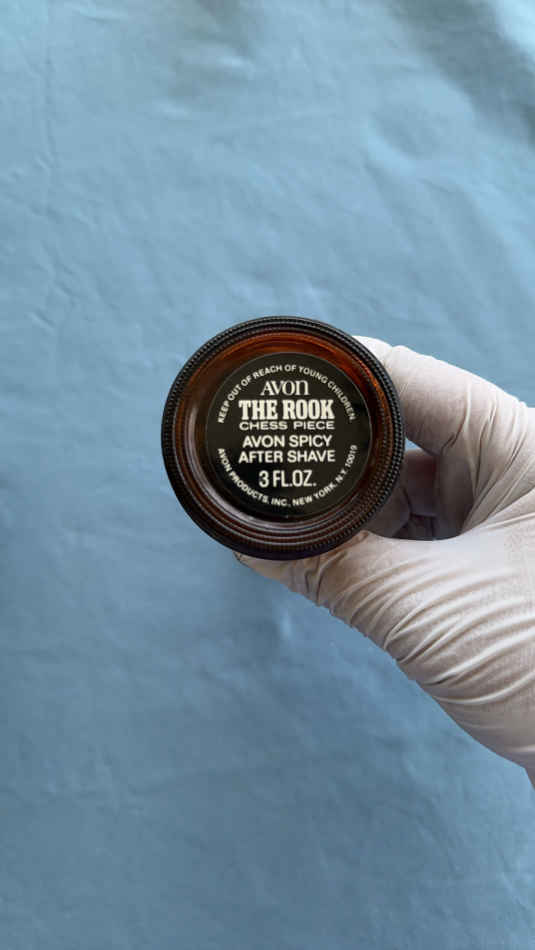 KEEP OUT OF REACH OF YOUNG CHILDREN
AVON
THE ROOK
CHESS PIECE
AVON SPICY
AFTER SHAVE
3 FL.OZ.
AVON PRODUCTS, INC., NEW YORK, N.Y. 10019